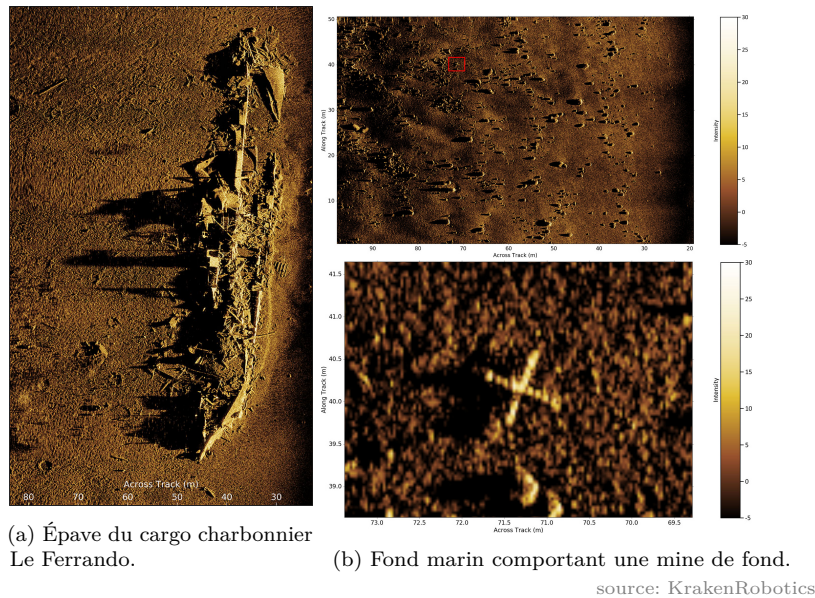 Across Track (m)
80 70 60 50 40 30
(a) Épave du cargo charbonnier
Le Ferrando.
50
40
30
20
10
Along Track (m)
90 80 70 60 50 40 30 20
Across Track (m)
30
25
20
15
10
5
0
-5
Intensity
41.5
41.0
40.5
40.0
39.5
39.0
Along Track (m)
73.0 72.5 72.0 71.5 71.0 70.5 70.0 69.5
Across Track (m)
30
25
20
15
10
5
0
-5
Intensity
(b) Fond marin comportant une mine de fond.
source: KrakenRobotics